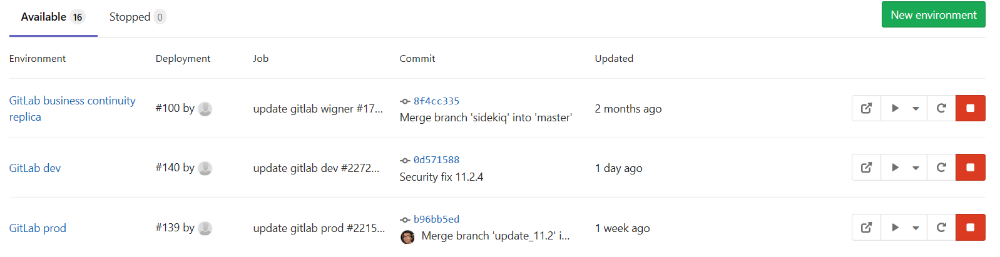 Available 16 Stopped 0 New environment
Environment Deployment Job Commit Updated
GitLab business continuity
replica
#100 by
update gitlab wigner #17...
8f4cc335
Merge branch 'sidekiq' into 'master'
2 months ago
GitLab dev
#140 by
update gitlab dev #2272...
0d571588
Security fix 11.2.4
1 day ago
GitLab prod
#139 by
update gitlab prod #2215...
b96bb5ed
Merge branch 'update_11.2' i...
1 week ago